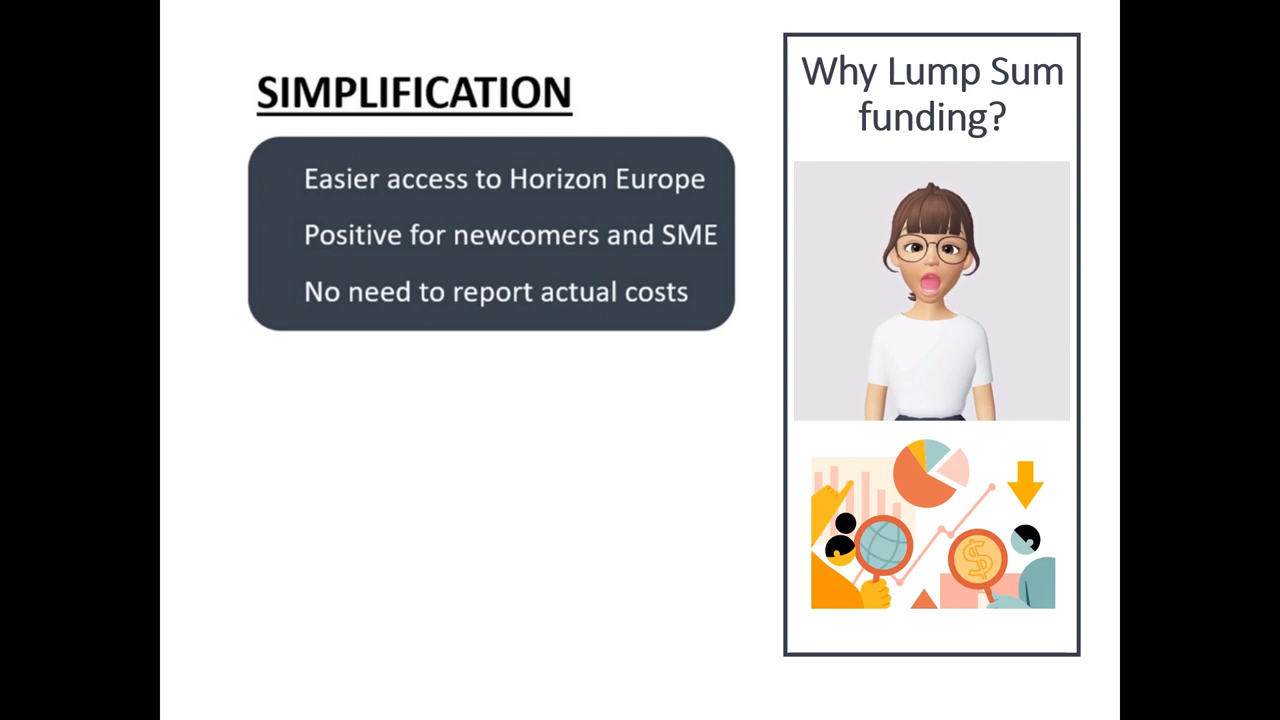 SIMPLIFICATION
Easier access to Horizon Europe
Positive for newcomers and SME
No need to report actual costs
Why Lump Sum
funding?
$